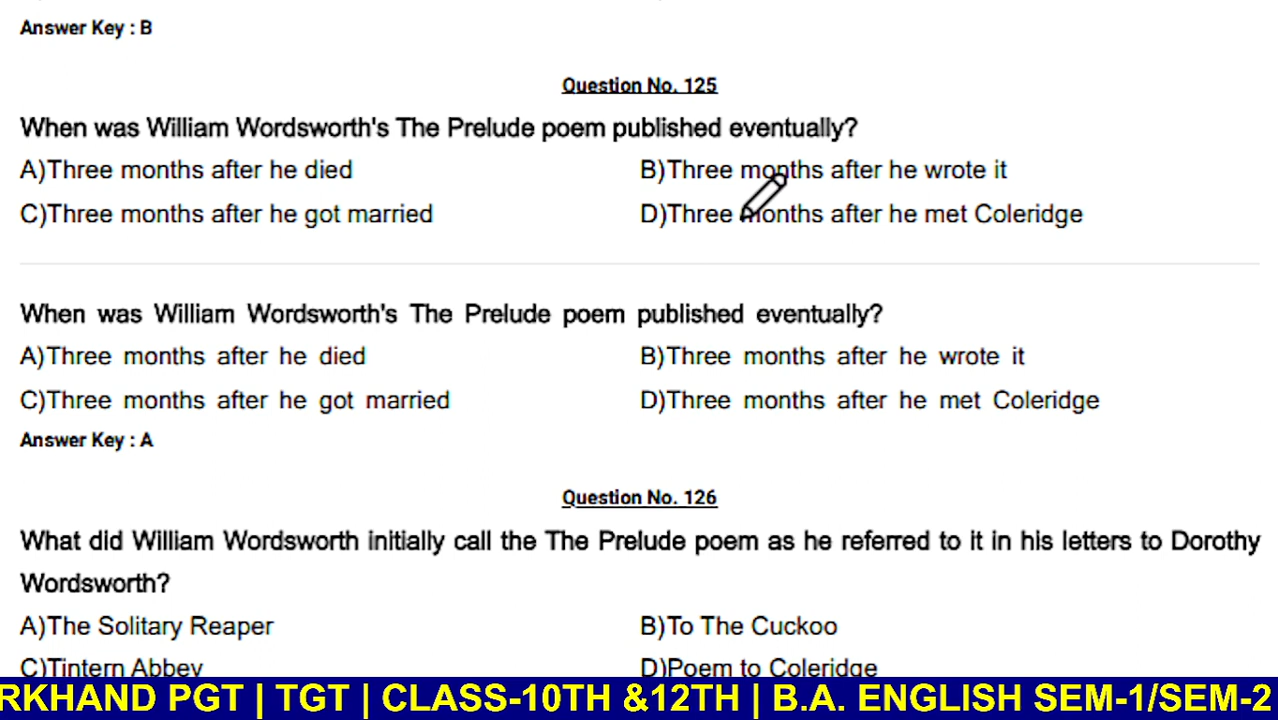 Answer Key : B
Question No. 125
When was William Wordsworth's The Prelude poem published eventually?
A)Three months after he died
B)Three months after he wrote it
C)Three months after he got married
D)Three months after he met Coleridge
When was William Wordsworth's The Prelude poem published eventually?
A)Three months after he died
B)Three months after he wrote it
C)Three months after he got married
D)Three months after he met Coleridge
Answer Key : A
Question No. 126
What did William Wordsworth initially call the The Prelude poem as he referred to it in his letters to Dorothy
Wordsworth?
A)The Solitary Reaper
B)To The Cuckoo
C)Tintern Abbey
D)Poem to Coleridge
RKHAND PGT | TGT | CLASS-10TH &12TH | B.A. ENGLISH SEM-1/SEM-2